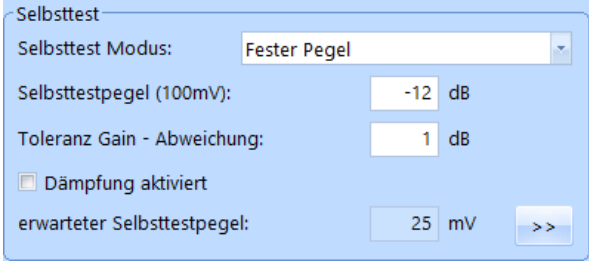 Selbsttest
Selbsttest Modus: Fester Pegel
Selbsttestpegel (100mV): -12 dB
Toleranz Gain - Abweichung: 1 dB
Dämpfung aktiviert
erwarteter Selbsttestpegel: 25 mV >>